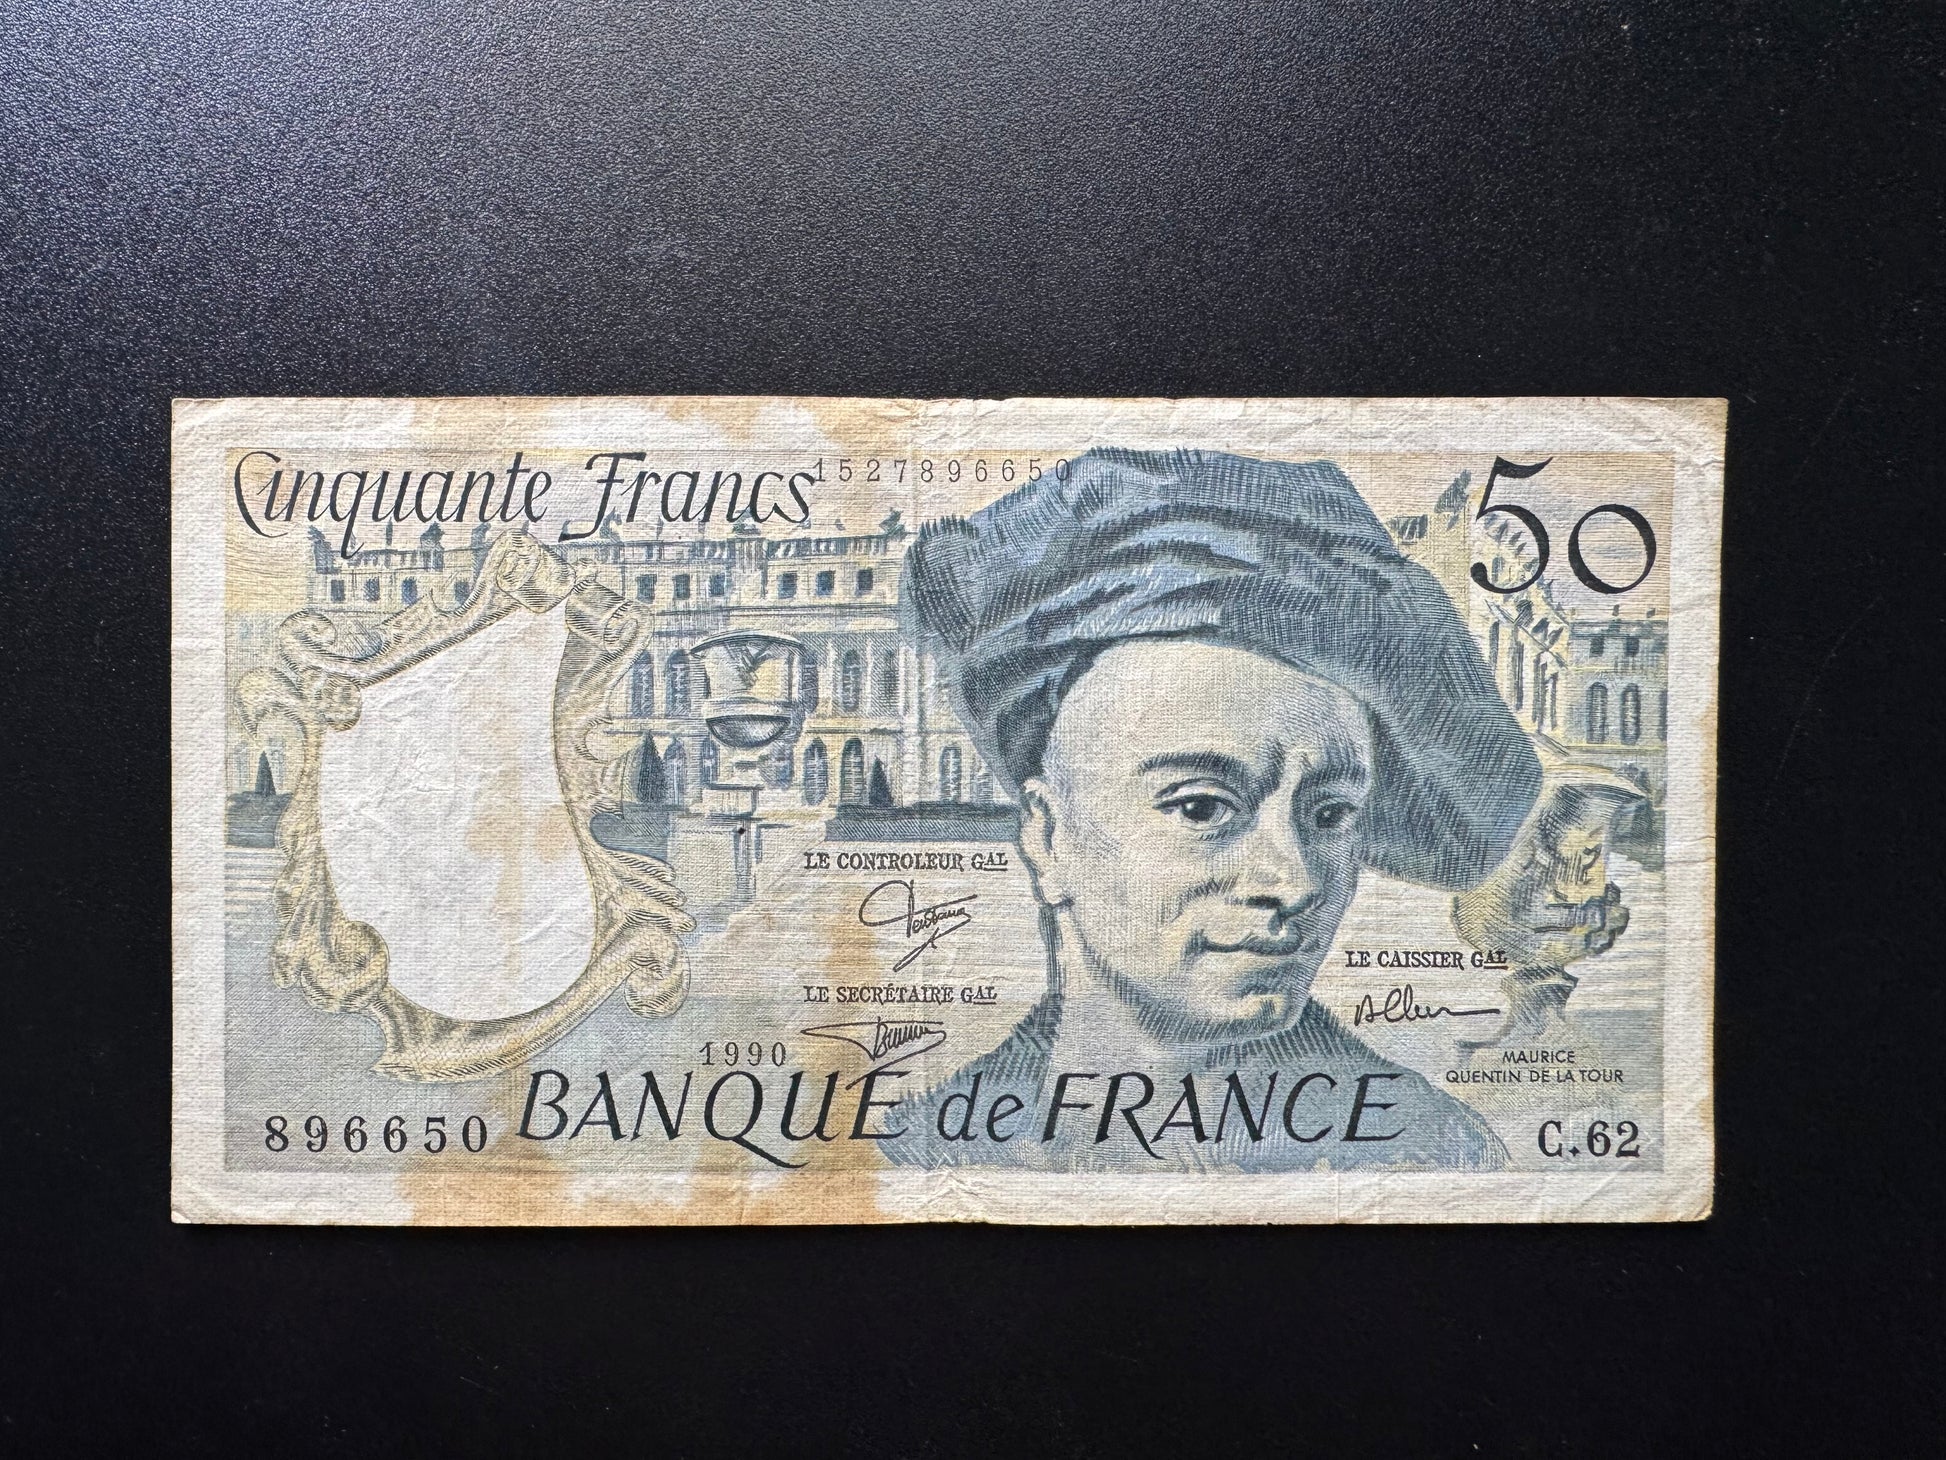 Cinquante Francs
1527896650
50
LE CONTROLEUR GAL
LE CAISSIER GAL
LE SECRÉTAIRE GAL
1990
MAURICE
QUENTIN DE LA TOUR
896650
BANQUE de FRANCE
C.62